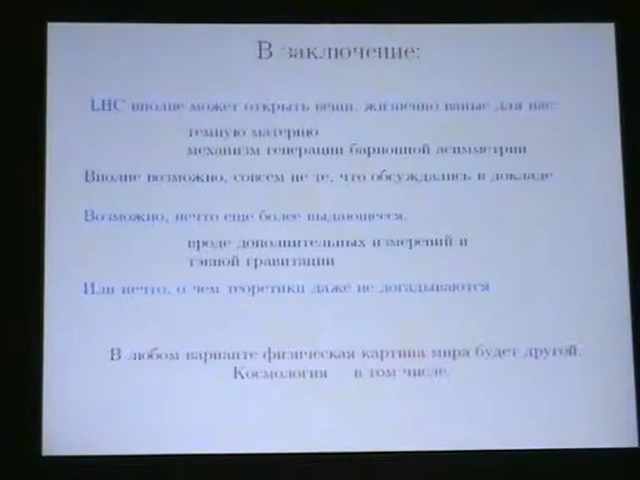 В заключение:
LHC вполне может открыть вещи, жизненно важные для нас:
темную материю
механизм генерации барионной асимметрии
Вполне возможно, совсем не те, что обсуждались в докладе
Возможно, нечто еще более выдающееся,
вроде дополнительных измерений и
ТэВной гравитации
Или нечто, о чем теоретики даже не догадываются
В любом варианте физическая картина мира будет другой.
Космология в том числе.